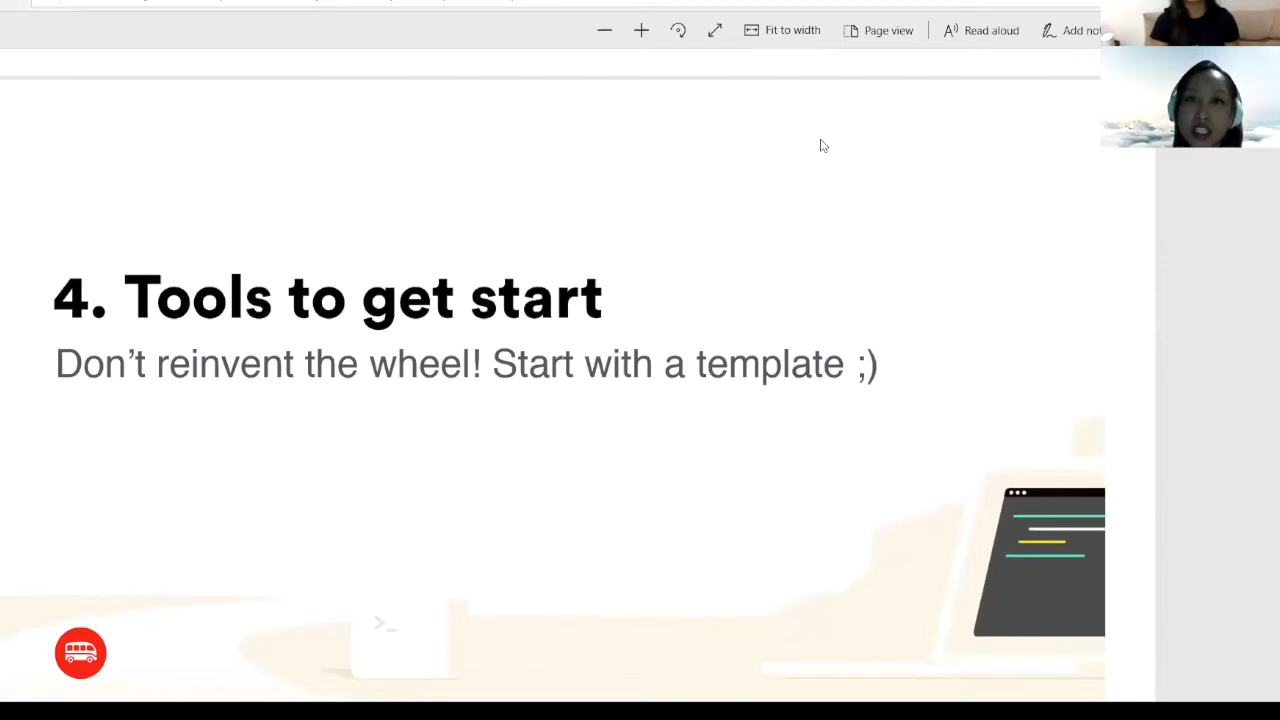 Fit to width Page view Read aloud Add
4. Tools to get start
Don't reinvent the wheel! Start with a template ;)
>_